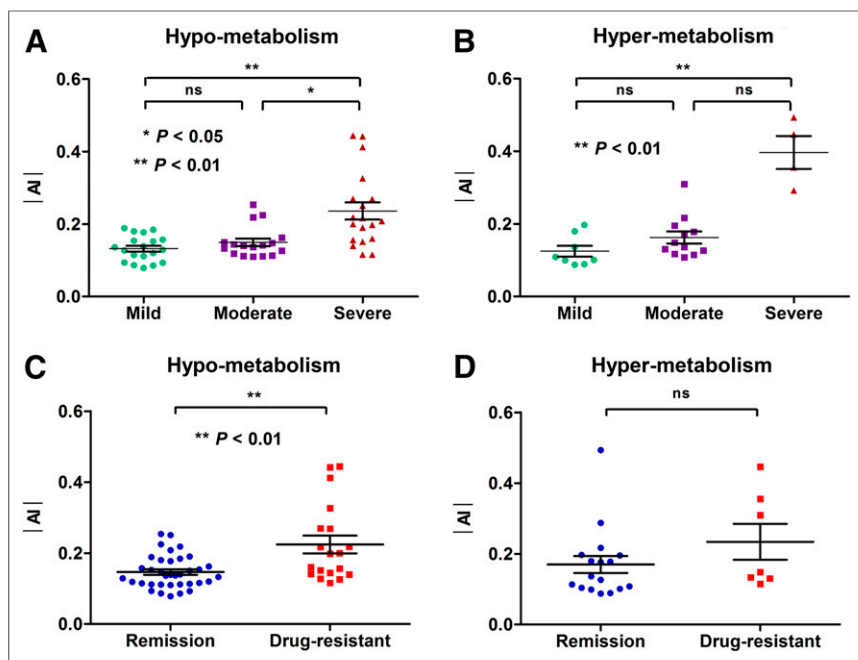 A
Hypo-metabolism
**
ns
*
* P < 0.05
** P < 0.01
| AI |
0.6
0.4
0.2
0.0
Mild Moderate Severe
B
Hyper-metabolism
**
ns
ns
** P < 0.01
| AI |
0.6
0.4
0.2
0.0
Mild Moderate Severe
C
Hypo-metabolism
**
** P < 0.01
| AI |
0.6
0.4
0.2
0.0
Remission Drug-resistant
D
Hyper-metabolism
ns
| AI |
0.6
0.4
0.2
0.0
Remission Drug-resistant